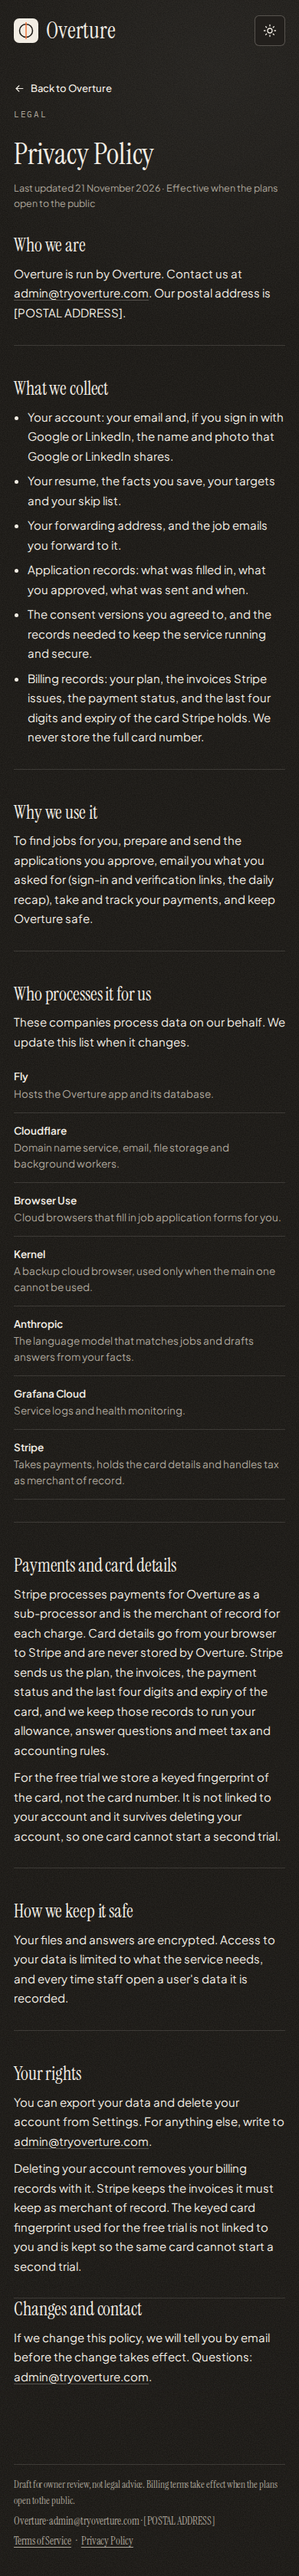 Overture
← Back to Overture
LEGAL
Privacy Policy
Last updated 21 November 2026 · Effective when the plans
open to the public
Who we are
Overture is run by Overture. Contact us at
admin@tryoverture.com. Our postal address is
[POSTAL ADDRESS].
What we collect
• Your account: your email and, if you sign in with
Google or LinkedIn, the name and photo that
Google or LinkedIn shares.
• Your resume, the facts you save, your targets
and your skip list.
• Your forwarding address, and the job emails
you forward to it.
• Application records: what was filled in, what
you approved, what was sent and when.
• The consent versions you agreed to, and the
records needed to keep the service running
and secure.
• Billing records: your plan, the invoices Stripe
issues, the payment status, and the last four
digits and expiry of the card Stripe holds. We
never store the full card number.
Why we use it
To find jobs for you, prepare and send the
applications you approve, email you what you
asked for (sign-in and verification links, the daily
recap), take and track your payments, and keep
Overture safe.
Who processes it for us
These companies process data on our behalf. We
update this list when it changes.
Fly
Hosts the Overture app and its database.
Cloudflare
Domain name service, email, file storage and
background workers.
Browser Use
Cloud browsers that fill in job application forms for you.
Kernel
A backup cloud browser, used only when the main one
cannot be used.
Anthropic
The language model that matches jobs and drafts
answers from your facts.
Grafana Cloud
Service logs and health monitoring.
Stripe
Takes payments, holds the card details and handles tax
as merchant of record.
Payments and card details
Stripe processes payments for Overture as a
sub-processor and is the merchant of record for
each charge. Card details go from your browser
to Stripe and are never stored by Overture. Stripe
sends us the plan, the invoices, the payment
status and the last four digits and expiry of the
card, and we keep those records to run your
allowance, answer questions and meet tax and
accounting rules.
For the free trial we store a keyed fingerprint of
the card, not the card number. It is not linked to
your account and it survives deleting your
account, so one card cannot start a second trial.
How we keep it safe
Your files and answers are encrypted. Access to
your data is limited to what the service needs,
and every time staff open a user's data it is
recorded.
Your rights
You can export your data and delete your
account from Settings. For anything else, write to
admin@tryoverture.com.
Deleting your account removes your billing
records with it. Stripe keeps the invoices it must
keep as merchant of record. The keyed card
fingerprint used for the free trial is not linked to
you and is kept so the same card cannot start a
second trial.
Changes and contact
If we change this policy, we will tell you by email
before the change takes effect. Questions:
admin@tryoverture.com.
Draft for owner review, not legal advice. Billing terms take effect when the plans
open to the public.
Overture · admin@tryoverture.com · [POSTAL ADDRESS]
Terms of Service · Privacy Policy